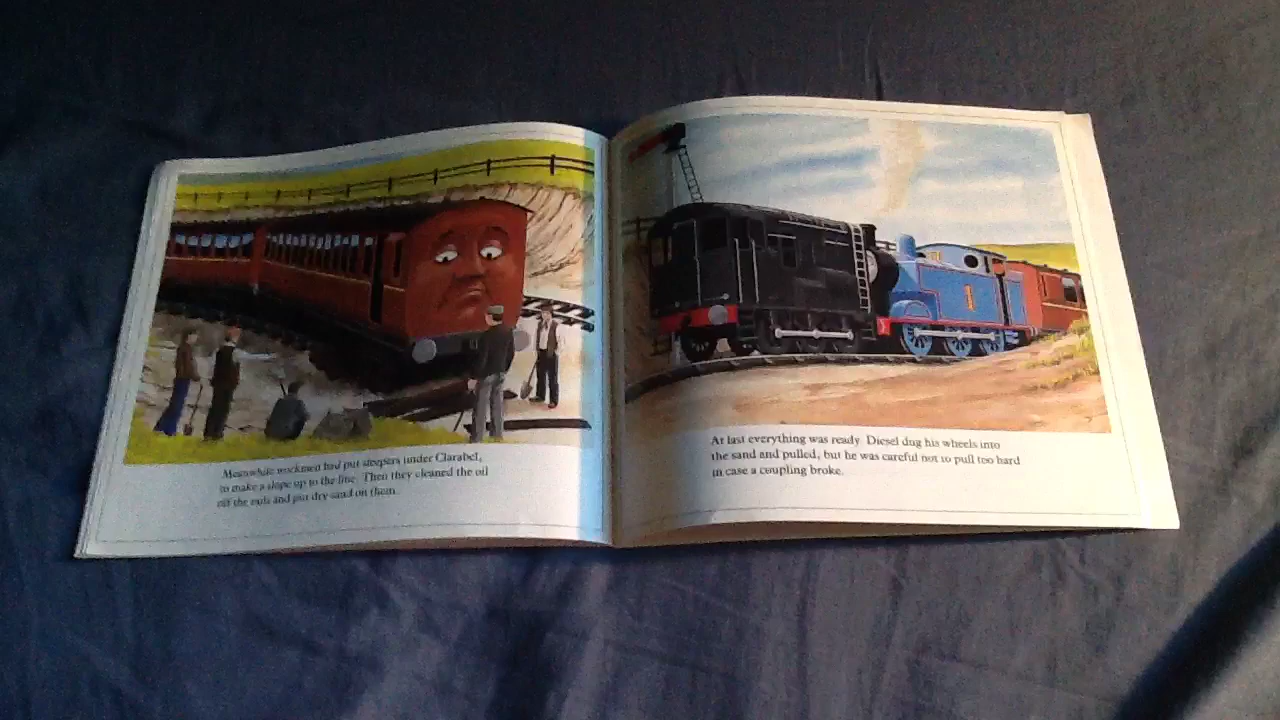 Meanwhile workmen had put sleepers under Clarabel,
to make a slope up to the line. Then they cleaned the oil
off the rails and put dry sand on them.
1
At last everything was ready. Diesel dug his wheels into
the sand and pulled, but he was careful not to pull too hard
in case a coupling broke.